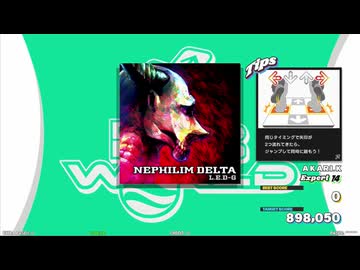 Tips
同じタイミングで矢印が
2つ流れてきたら、
ジャンプして同時に踏もう!
NEPHILIM DELTA
L.E.D-G
AKARI.K
Expert 14
BEST SCORE
0
TARGET SCORE
898,050